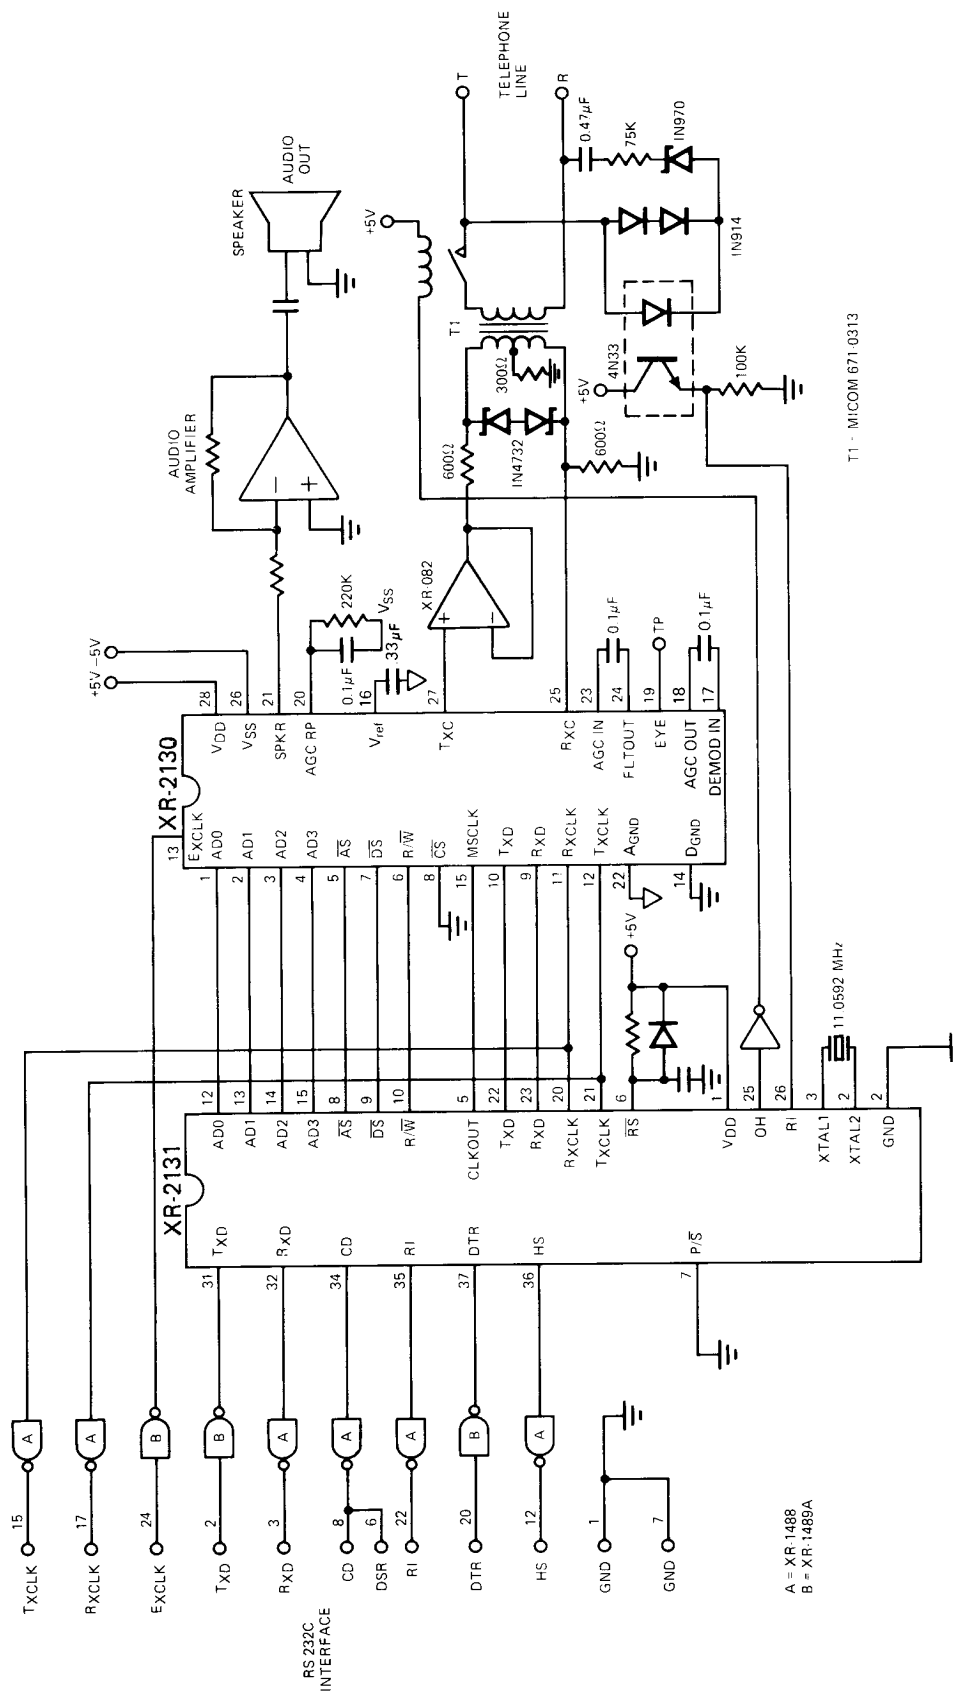 RS 232C
INTERFACE
TXCLK 15 A
RXCLK 17 A
EXCLK 24 B
TXD 2 B
RXD 3 A
CD 8 A
DSR 6
RI 22 A
DTR 20 B
HS 12 A
GND 1
GND 7
A = XR-1488
B = XR-1489A
XR-2131
31 TXD
32 RXD
34 CD
35 RI
37 DTR
36 HS
7 P/S̅
AD0 12
AD1 13
AD2 14
AD3 15
A̅S̅ 8
D̅S̅ 9
R/W̅ 10
CLKOUT 5
TXD 22
RXD 23
RXCLK 20
TXCLK 21
R̅S̅ 6
VDD 1
OH 25
RI 26
XTAL1 3
XTAL2 2
GND 2
+5V
11.0592 MHz
XR-2130
13 EXCLK
1 AD0
2 AD1
3 AD2
4 AD3
5 A̅S̅
7 D̅S̅
6 R/W̅
8 C̅S̅
15 MSCLK
10 TXD
9 RXD
11 RXCLK
12 TXCLK
22 AGND
14 DGND
VDD 28
VSS 26
SPKR 21
AGC RP 20
Vref 16
TXC 27
RXC 25
AGC IN 23
FLTOUT 24
EYE 19
AGC OUT 18
DEMOD IN 17
+5V
-5V
0.1µF
220K
VSS
.33µF
0.1µF
TP
0.1µF
XR-082
AUDIO
AMPLIFIER
SPEAKER
AUDIO
OUT
+5V
600Ω
IN4732
300Ω
T1
600Ω
+5V
4N33
100K
IN914
0.47µF
75K
IN970
T
TELEPHONE
LINE
R
T1 - MICOM 671-0313